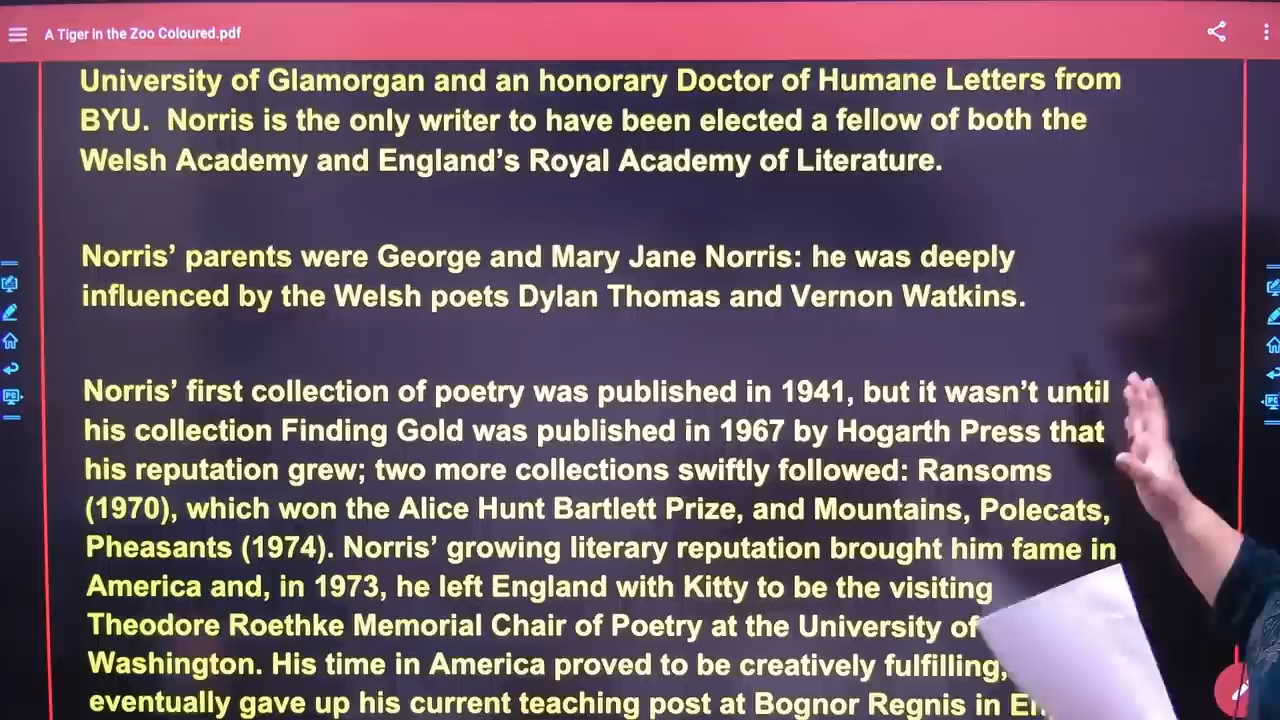 A Tiger in the Zoo Coloured.pdf
University of Glamorgan and an honorary Doctor of Humane Letters from
BYU. Norris is the only writer to have been elected a fellow of both the
Welsh Academy and England's Royal Academy of Literature.
Norris' parents were George and Mary Jane Norris: he was deeply
influenced by the Welsh poets Dylan Thomas and Vernon Watkins.
Norris' first collection of poetry was published in 1941, but it wasn't until
his collection Finding Gold was published in 1967 by Hogarth Press that
his reputation grew; two more collections swiftly followed: Ransoms
(1970), which won the Alice Hunt Bartlett Prize, and Mountains, Polecats,
Pheasants (1974). Norris' growing literary reputation brought him fame in
America and, in 1973, he left England with Kitty to be the visiting
Theodore Roethke Memorial Chair of Poetry at the University of
Washington. His time in America proved to be creatively fulfilling,
eventually gave up his current teaching post at Bognor Regnis in